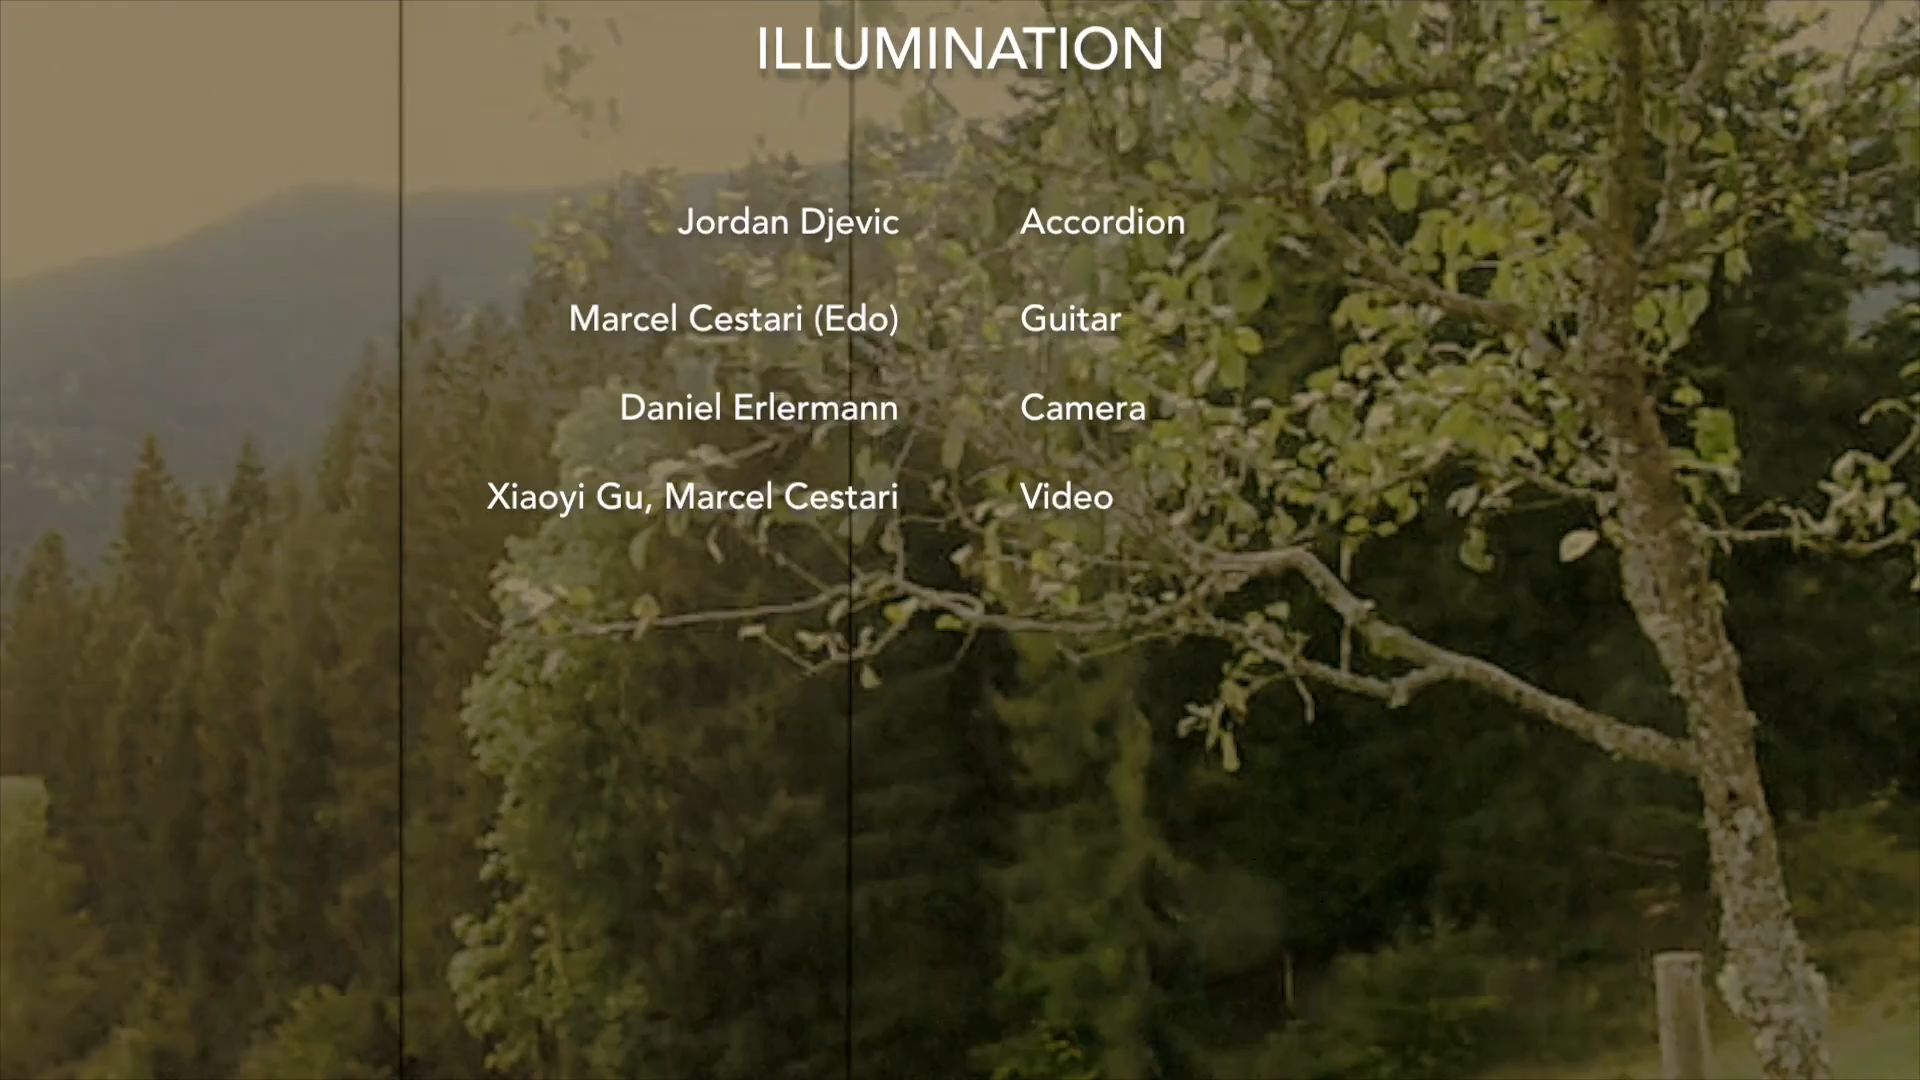 ILLUMINATION
Jordan Djevic Accordion
Marcel Cestari (Edo) Guitar
Daniel Erlermann Camera
Xiaoyi Gu, Marcel Cestari Video